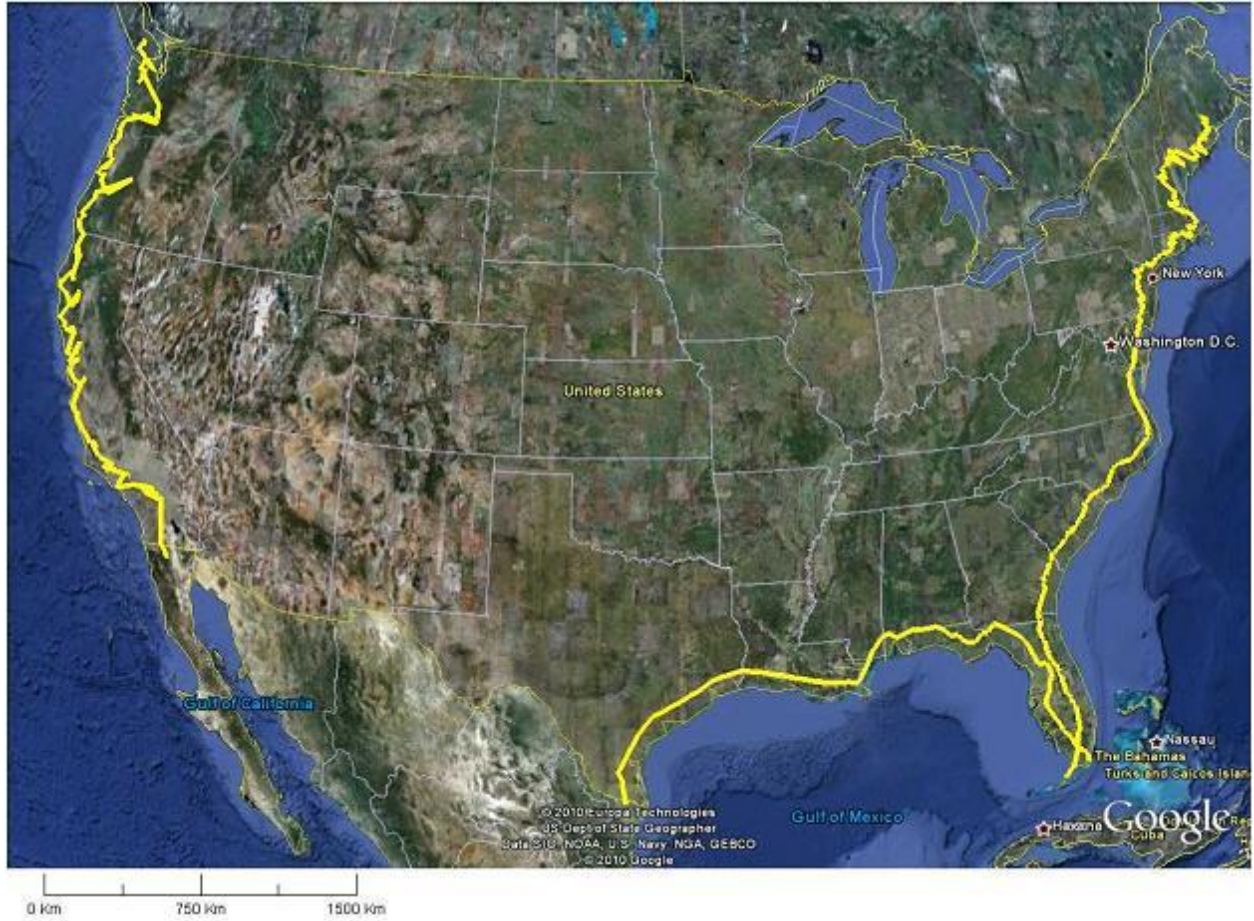 New York
Washington D.C.
United States
Gulf of California
Nassau
The Bahamas
Turks and Caicos Islan
© 2010 Europa Technologies
US Dept of State Geographer
Data SIO, NOAA, U.S. Navy, NGA, GEBCO
© 2010 Google
Gulf of Mexico
Havana
Google
Cuba
0 Km
750 Km
1500 Km